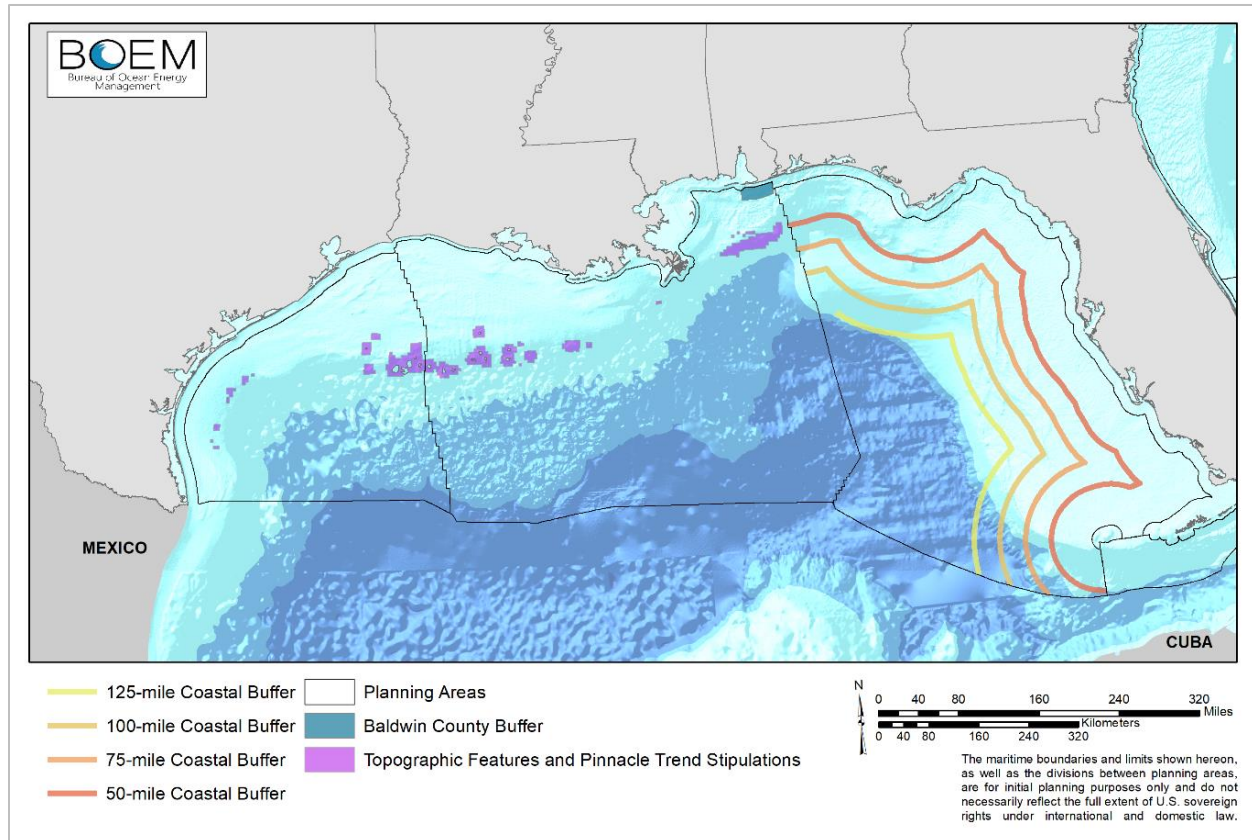 BOEM
Bureau of Ocean Energy
Management
MEXICO
CUBA
125-mile Coastal Buffer
100-mile Coastal Buffer
75-mile Coastal Buffer
50-mile Coastal Buffer
Planning Areas
Baldwin County Buffer
Topographic Features and Pinnacle Trend Stipulations
N
0 40 80 160 240 320
Miles
Kilometers
0 40 80 160 240 320
The maritime boundaries and limits shown hereon,
as well as the divisions between planning areas,
are for initial planning purposes only and do not
necessarily reflect the full extent of U.S. sovereign
rights under international and domestic law.